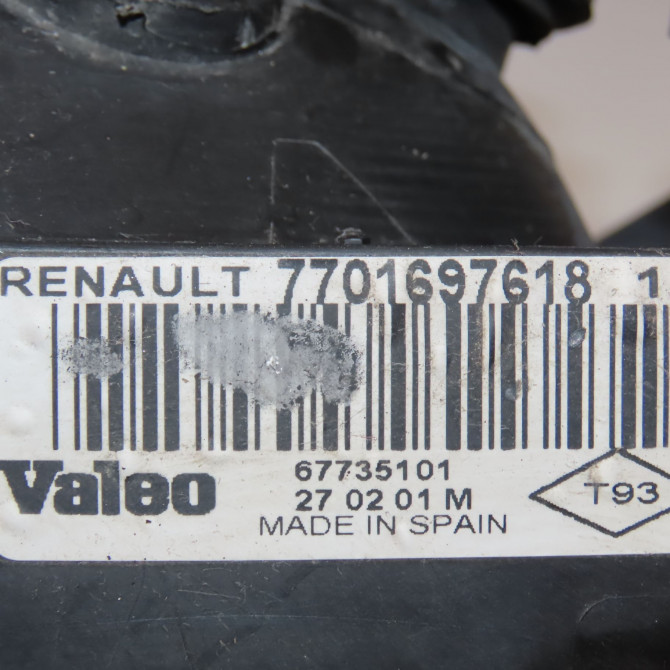 RENAULT 7701697618 1
Valeo
67735101
27 02 01 M
MADE IN SPAIN
T93